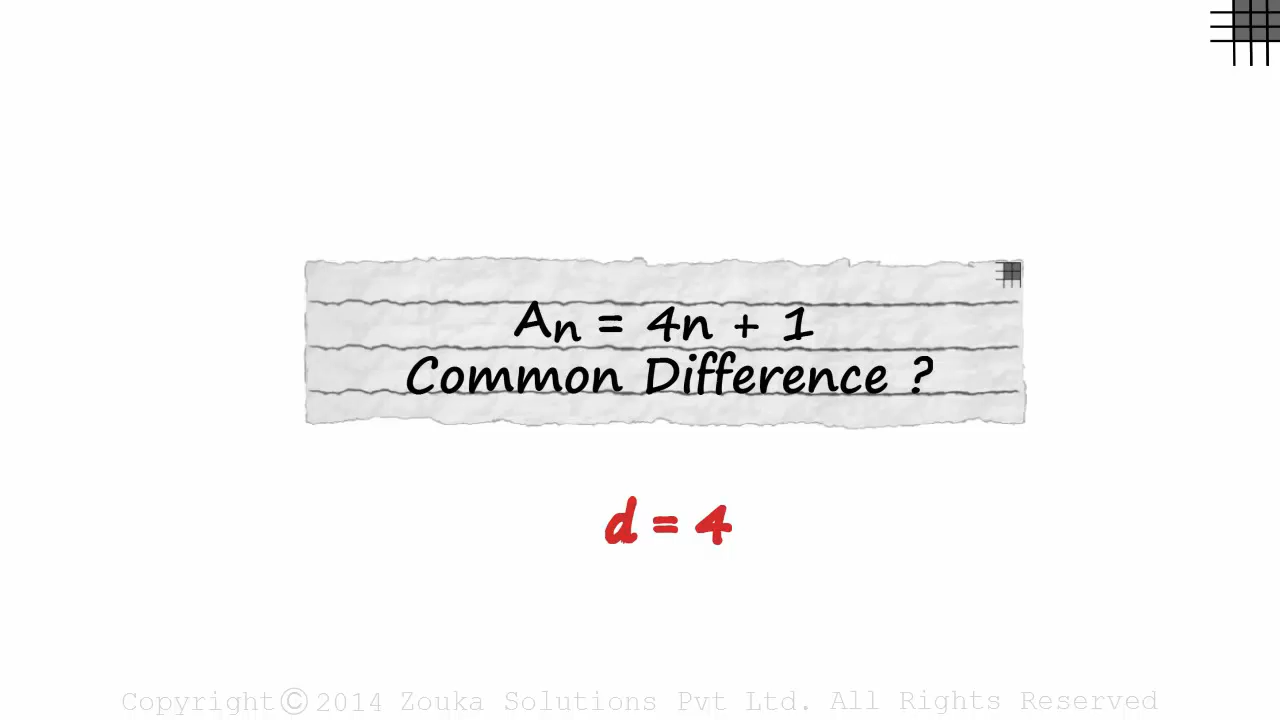 An = 4n + 1
Common Difference ?
d = 4
Copyright©2014 Zouka Solutions Pvt Ltd. All Rights Reserved